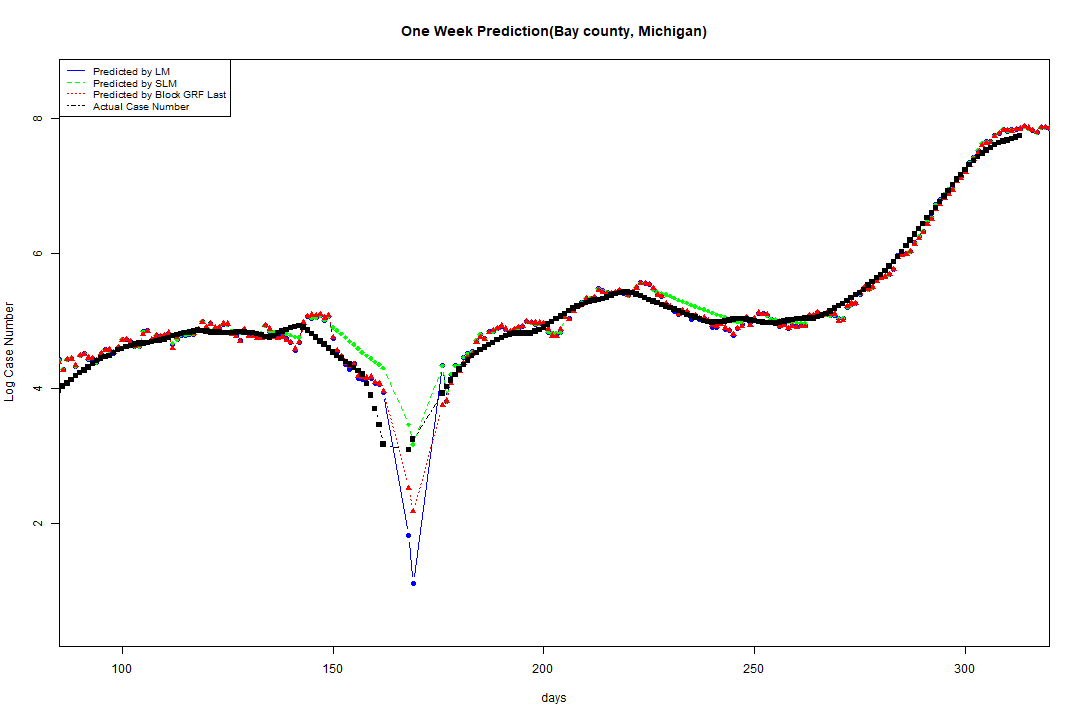 One Week Prediction(Bay county, Michigan)
Predicted by LM
Predicted by SLM
Predicted by Block GRF Last
Actual Case Number
8
6
4
2
Log Case Number
100 150 200 250 300
days